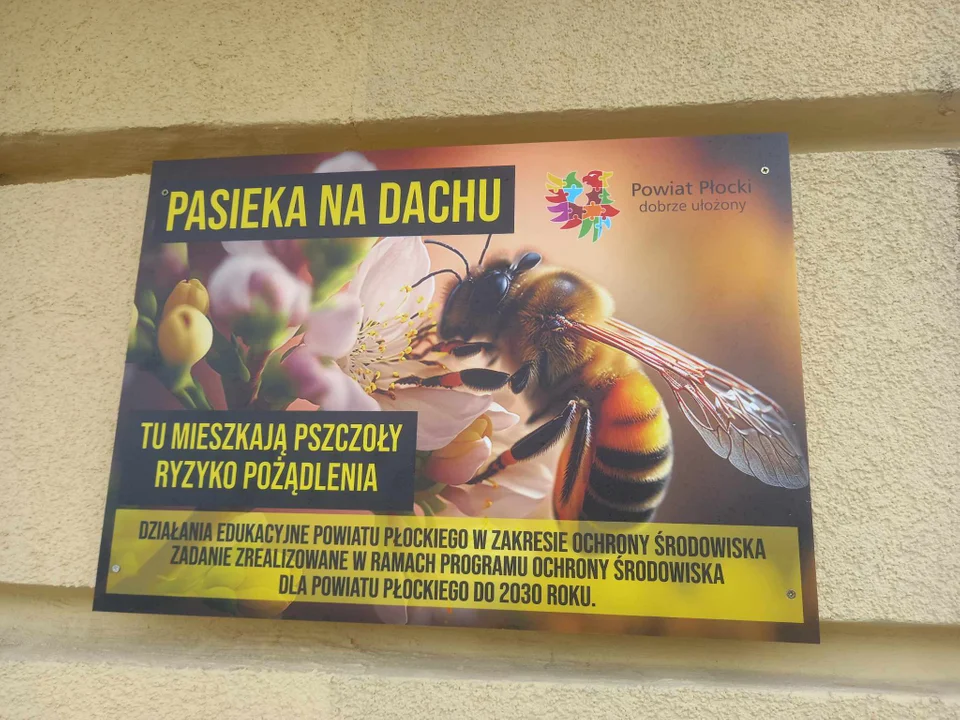 PASIEKA NA DACHU
Powiat Płocki
dobrze ułożony
TU MIESZKAJĄ PSZCZOŁY
RYZYKO POŻĄDLENIA
DZIAŁANIA EDUKACYJNE POWIATU PŁOCKIEGO W ZAKRESIE OCHRONY ŚRODOWISKA
ZADANIE ZREALIZOWANE W RAMACH PROGRAMU OCHRONY ŚRODOWISKA
DLA POWIATU PŁOCKIEGO DO 2030 ROKU.